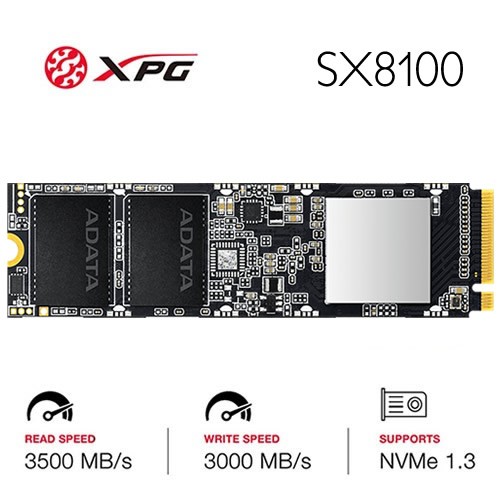 XPG
SX8100
ADATA
ADATA
READ SPEED
3500 MB/s
WRITE SPEED
3000 MB/s
SUPPORTS
NVMe 1.3